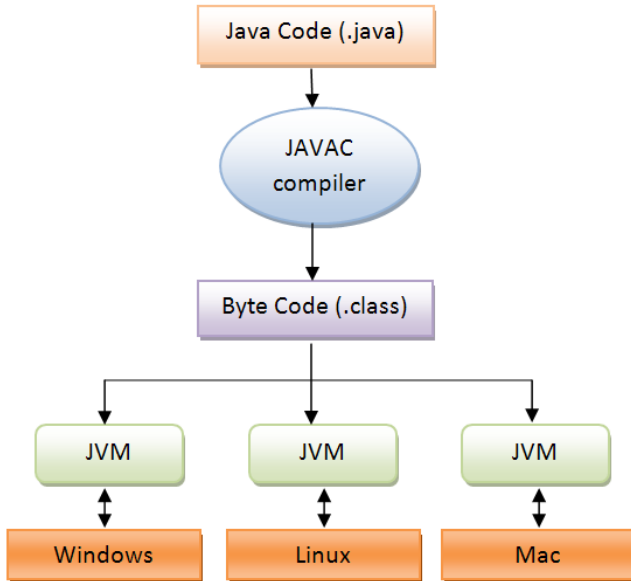 Java Code (.java)
JAVAC
compiler
Byte Code (.class)
JVM
JVM
JVM
Windows
Linux
Mac